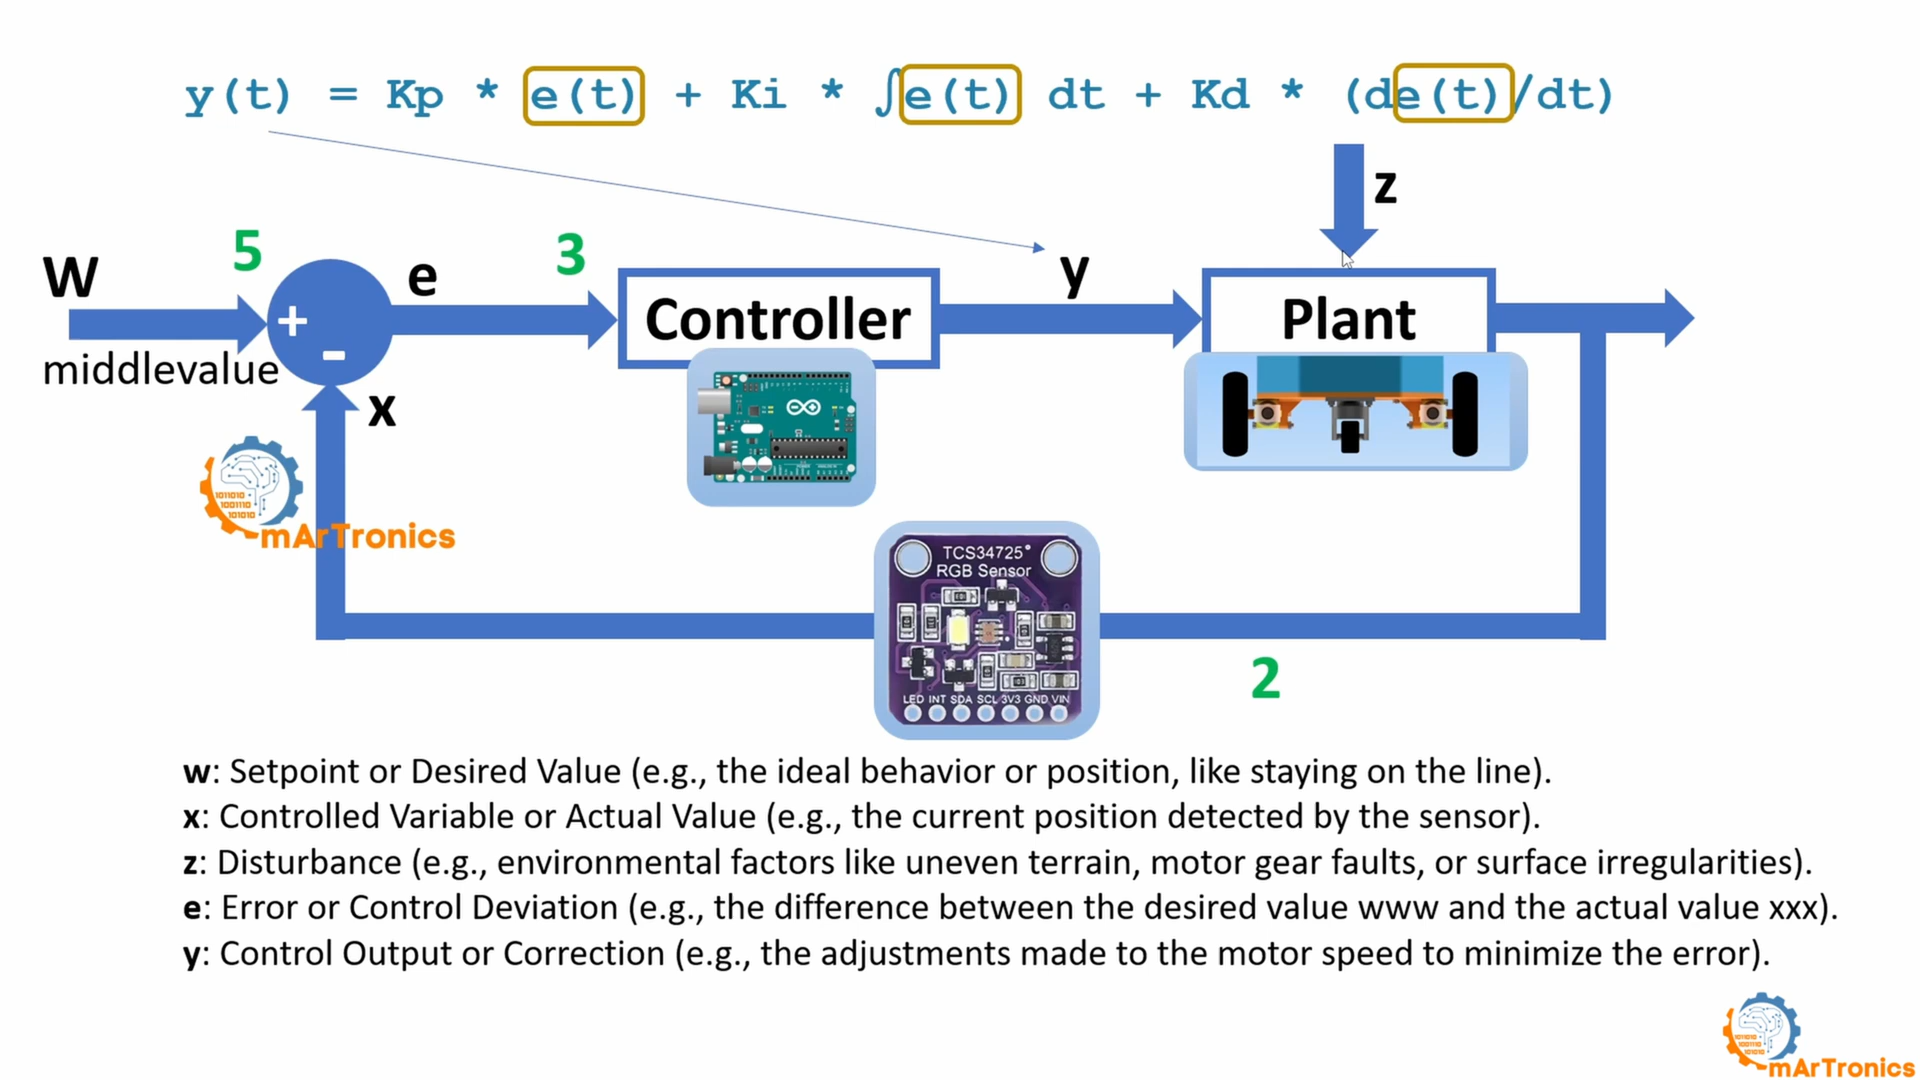 y(t) = Kp * e(t) + Ki * ∫e(t) dt + Kd * (de(t)/dt)
z
W
5
e
3
y
+
-
Controller
Plant
middlevalue
x
mArTronics
TCS34725
RGB Sensor
LED INT SDA SCL 3V3 GND VIN
2
w: Setpoint or Desired Value (e.g., the ideal behavior or position, like staying on the line).
x: Controlled Variable or Actual Value (e.g., the current position detected by the sensor).
z: Disturbance (e.g., environmental factors like uneven terrain, motor gear faults, or surface irregularities).
e: Error or Control Deviation (e.g., the difference between the desired value www and the actual value xxx).
y: Control Output or Correction (e.g., the adjustments made to the motor speed to minimize the error).
mArTronics